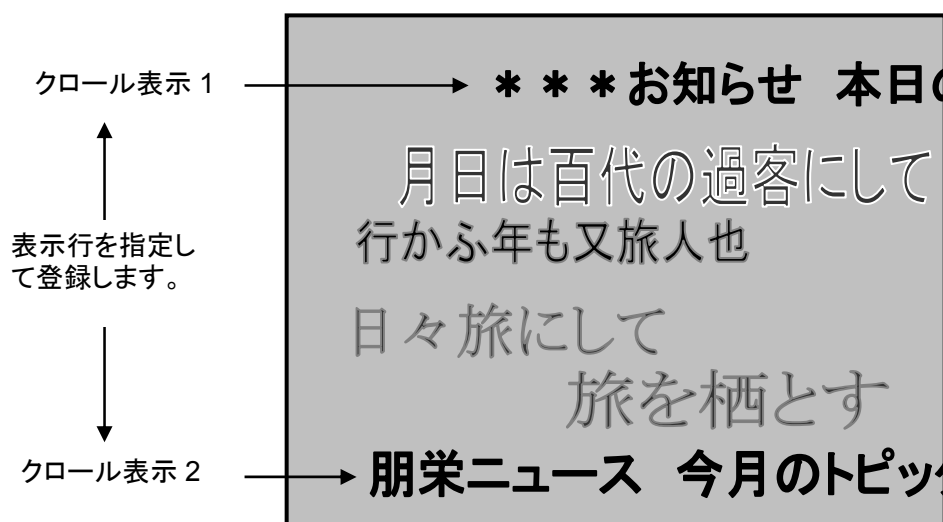 クロール表示 1
表示行を指定し
て登録します。
クロール表示 2
＊＊＊お知らせ 本日の
月日は百代の過客にして
行かふ年も又旅人也
日々旅にして
旅を栖とす
朋栄ニュース 今月のトピック